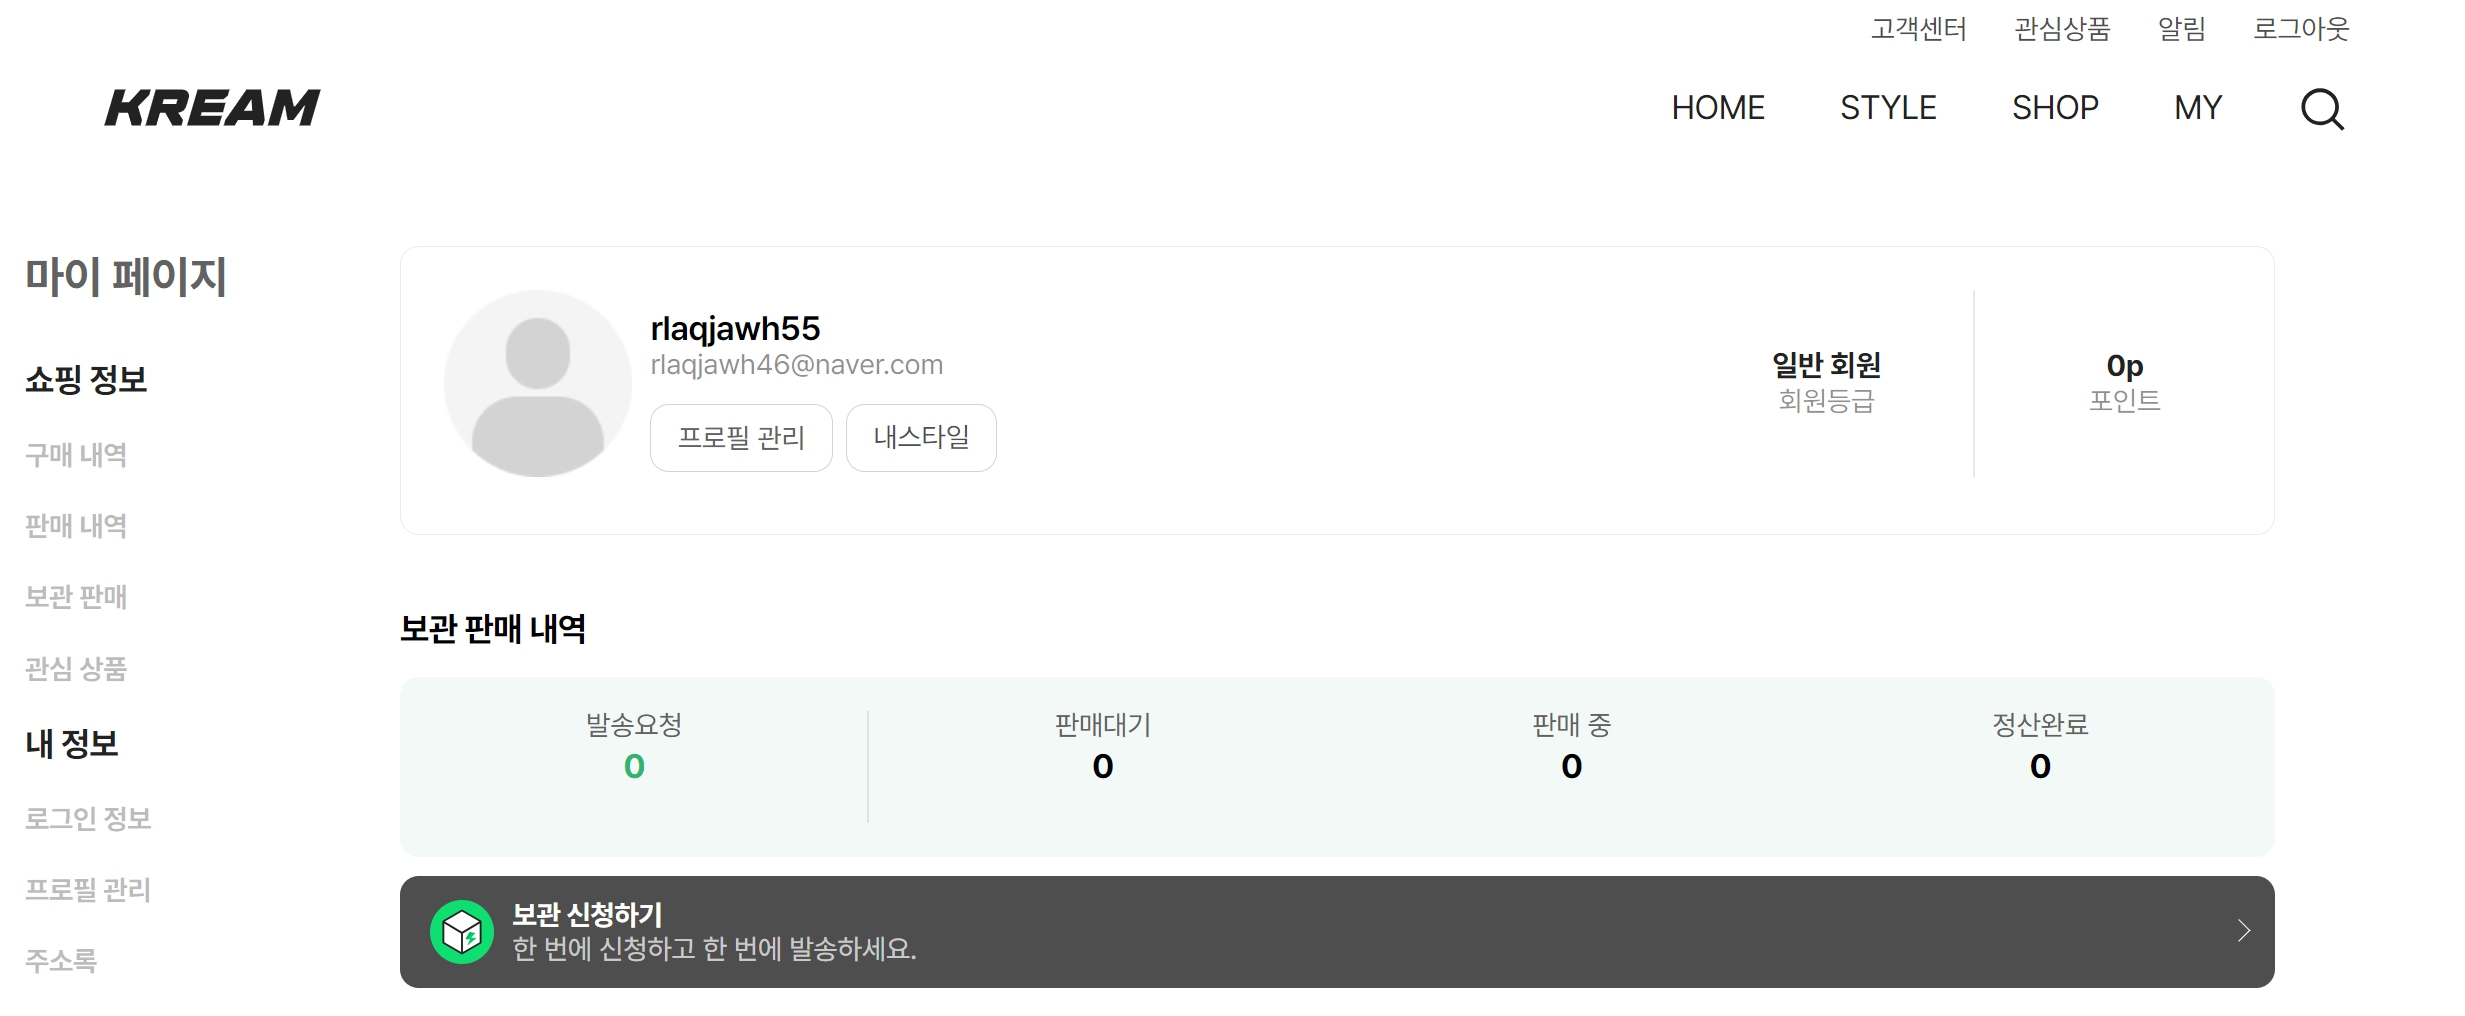 고객센터 관심상품 알림 로그아웃
KREAM HOME STYLE SHOP MY
마이 페이지
쇼핑 정보
구매 내역
판매 내역
보관 판매
관심 상품
내 정보
로그인 정보
프로필 관리
주소록
rlaqjawh55
rlaqjawh46@naver.com
프로필 관리 내스타일
일반 회원
회원등급
0p
포인트
보관 판매 내역
발송요청 판매대기 판매 중 정산완료
0 0 0 0
보관 신청하기
한 번에 신청하고 한 번에 발송하세요.